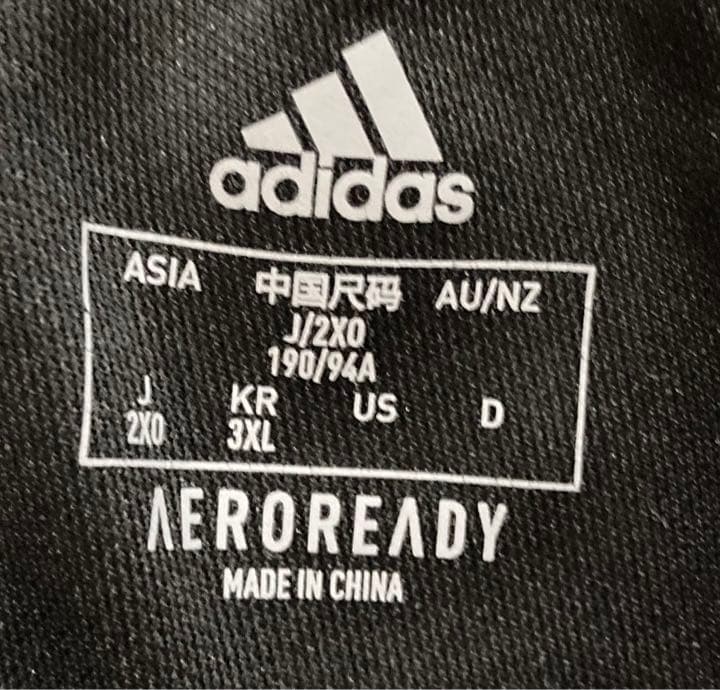 adidas
ASIA 中国尺码 AU/NZ
J/2XO
190/94A
J KR US D
2XO 3XL
AEROREADY
MADE IN CHINA